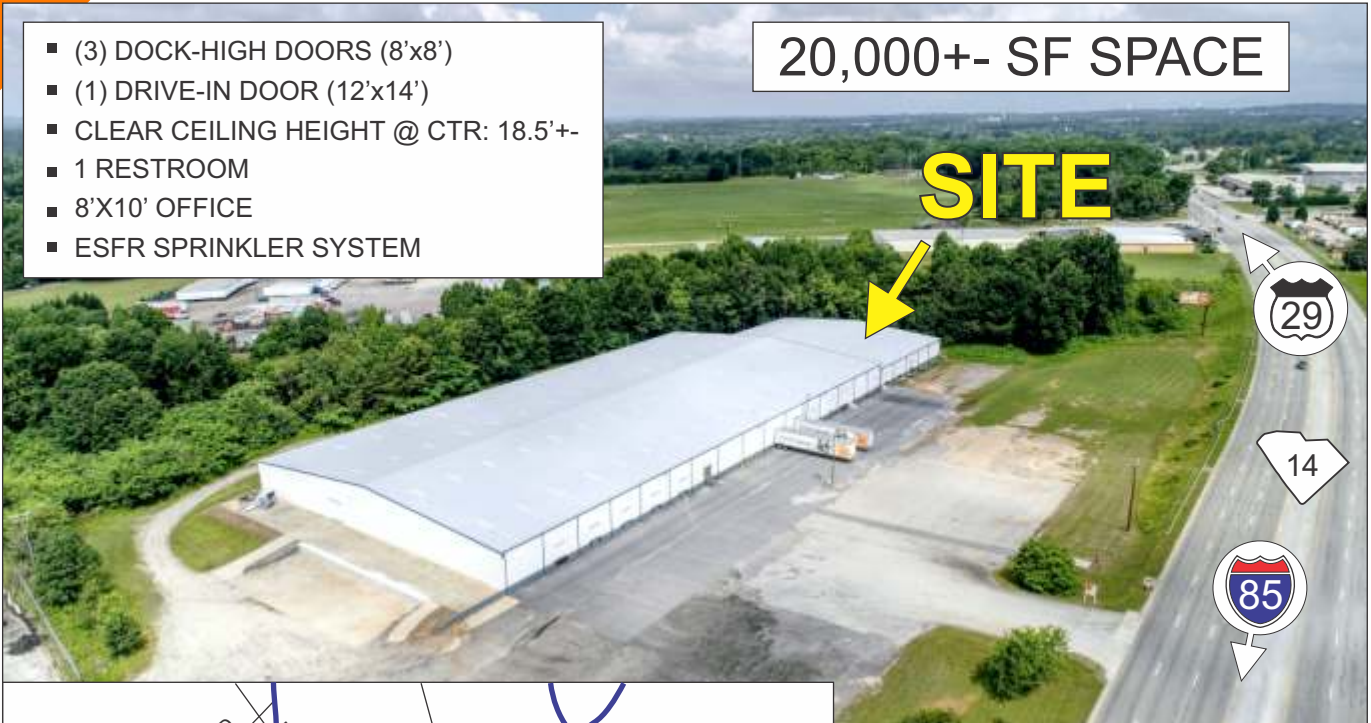 (3) DOCK-HIGH DOORS (8’x8’)
(1) DRIVE-IN DOOR (12’x14’)
CLEAR CEILING HEIGHT @ CTR: 18.5’+-
1 RESTROOM
8’X10’ OFFICE
ESFR SPRINKLER SYSTEM
20,000+- SF SPACE
SITE
29
14
85